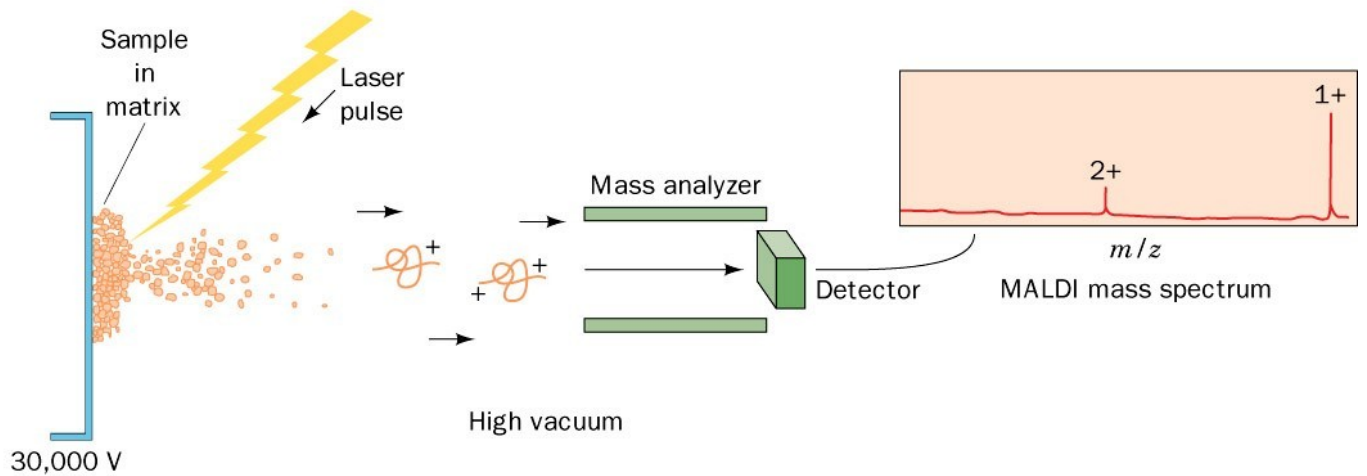 Sample
in
matrix
Laser
pulse
30,000 V
+
+
+
High vacuum
Mass analyzer
Detector
2+
1+
m/z
MALDI mass spectrum